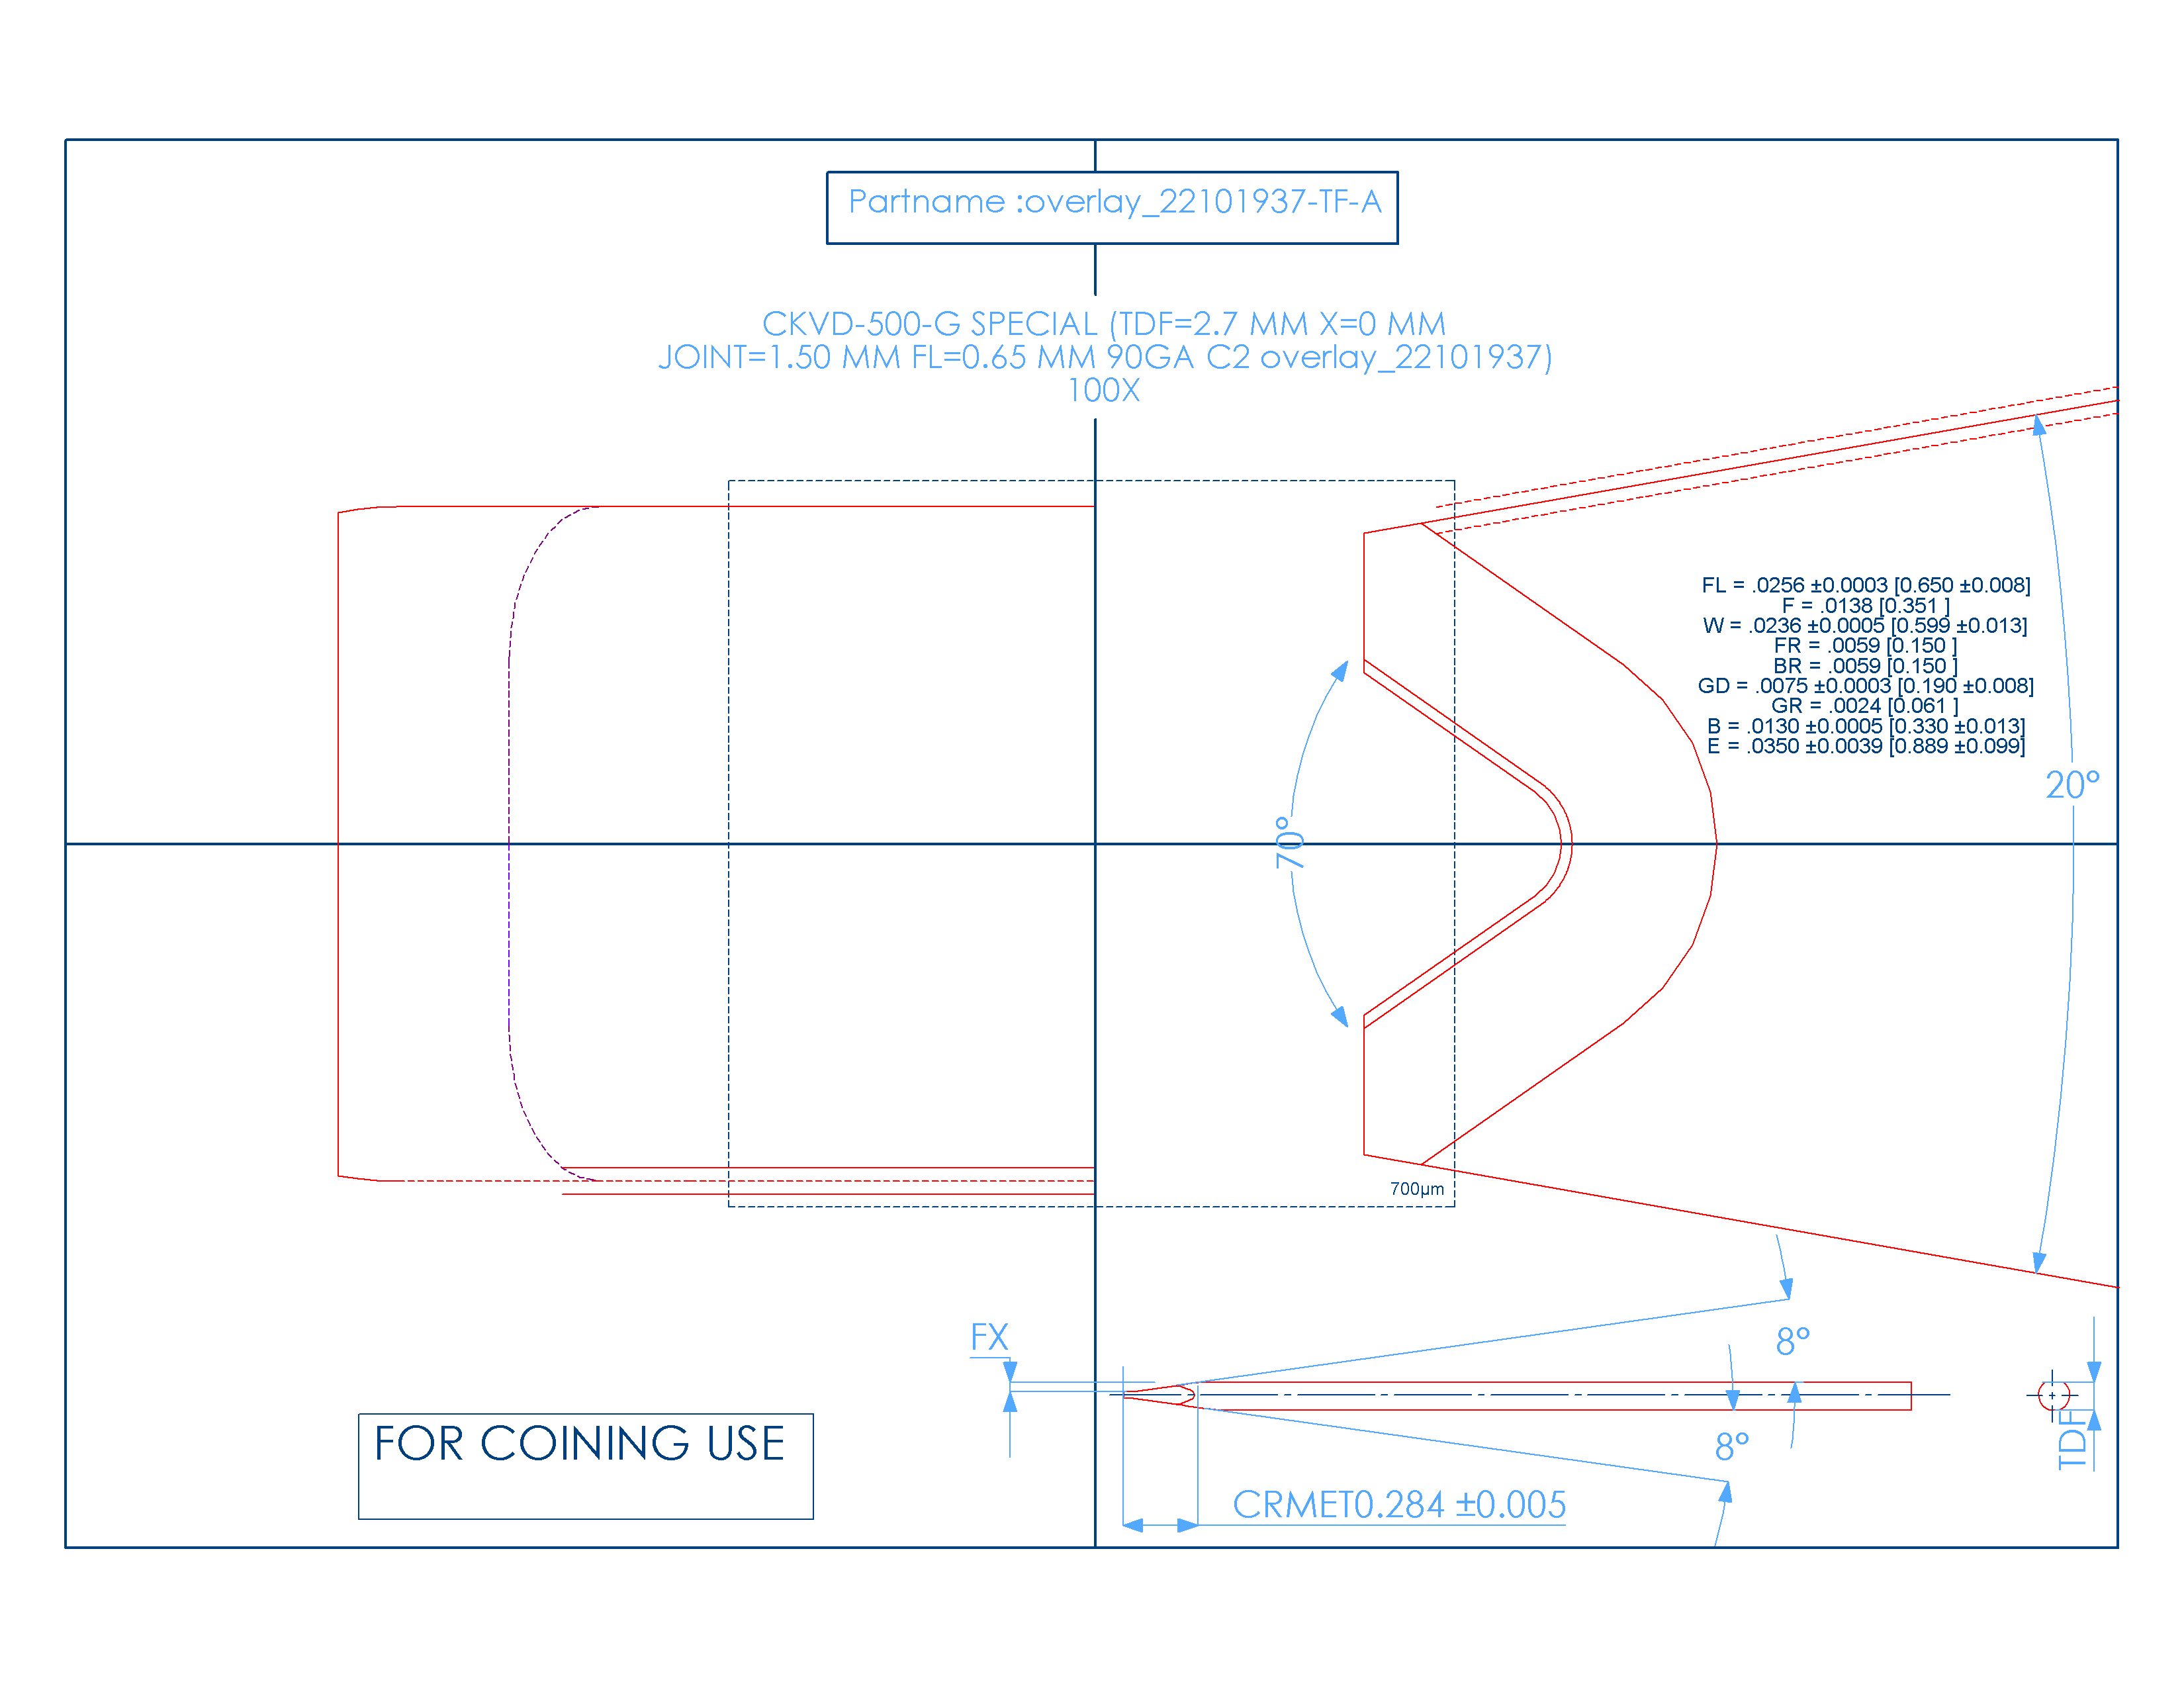 Partname :overlay_22101937-TF-A
CKVD-500-G SPECIAL (TDF=2.7 MM X=0 MM
JOINT=1.50 MM FL=0.65 MM 90GA C2 overlay_22101937)
100X
FL = .0256 ±0.0003 [0.650 ±0.008]
F = .0138 [0.351 ]
W = .0236 ±0.0005 [0.599 ±0.013]
FR = .0059 [0.150 ]
BR = .0059 [0.150 ]
GD = .0075 ±0.0003 [0.190 ±0.008]
GR = .0024 [0.061 ]
B = .0130 ±0.0005 [0.330 ±0.013]
E = .0350 ±0.0039 [0.889 ±0.099]
20°
70°
700µm
FX
8°
8°
TDF
FOR COINING USE
CRMET0.284 ±0.005